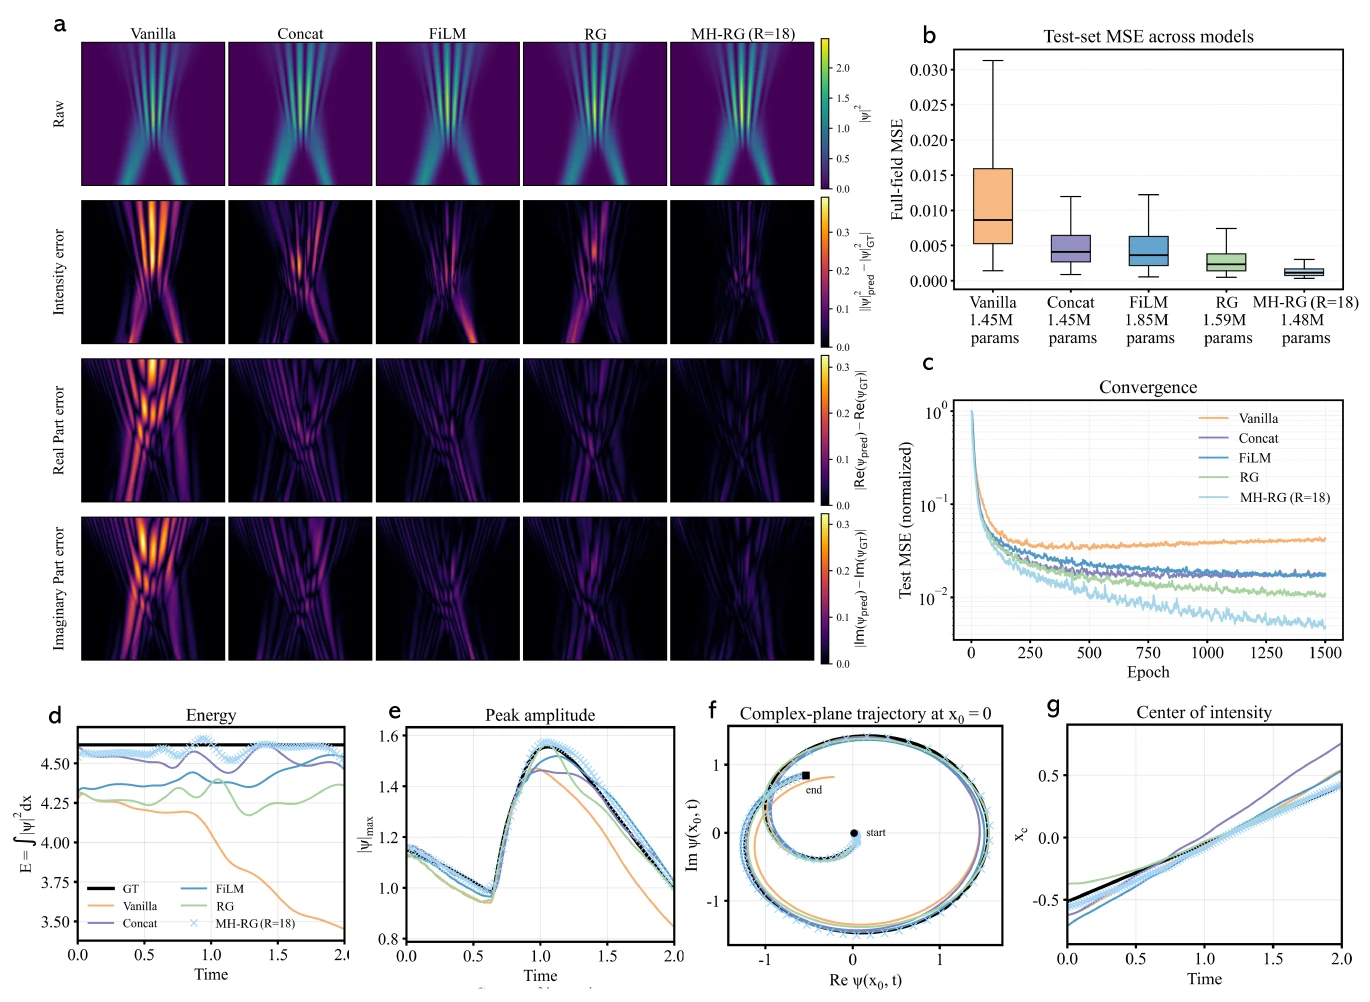 a
Vanilla Concat FiLM RG MH-RG (R=18)
Raw
2.0
1.5
1.0
0.5
0.0
|ψ|²
Intensity error
0.3
0.2
0.1
0.0
||ψ|²pred − |ψ|²GT|
Real Part error
0.3
0.2
0.1
0.0
|Re(ψpred) − Re(ψGT)|
Imaginary Part error
0.3
0.2
0.1
0.0
|Im(ψpred) − Im(ψGT)|
b
Test-set MSE across models
Full-field MSE
0.030
0.025
0.020
0.015
0.010
0.005
0.000
Vanilla Concat FiLM RG MH-RG (R=18)
1.45M 1.45M 1.85M 1.59M 1.48M
params params params params params
c
Convergence
Test MSE (normalized)
10⁰
10⁻¹
10⁻²
Vanilla
Concat
FiLM
RG
MH-RG (R=18)
0 250 500 750 1000 1250 1500
Epoch
d
Energy
E = ∫|ψ|²dx
4.50
4.25
4.00
3.75
3.50
GT FiLM
Vanilla RG
Concat MH-RG (R=18)
0.0 0.5 1.0 1.5 2.0
Time
e
Peak amplitude
|ψ|max
1.6
1.4
1.2
1.0
0.8
0.0 0.5 1.0 1.5 2.0
Time
f
Complex-plane trajectory at x₀ = 0
Im ψ(x₀, t)
1
0
-1
end
start
-1 0 1
Re ψ(x₀, t)
g
Center of intensity
xc
0.5
0.0
-0.5
0.0 0.5 1.0 1.5 2.0
Time